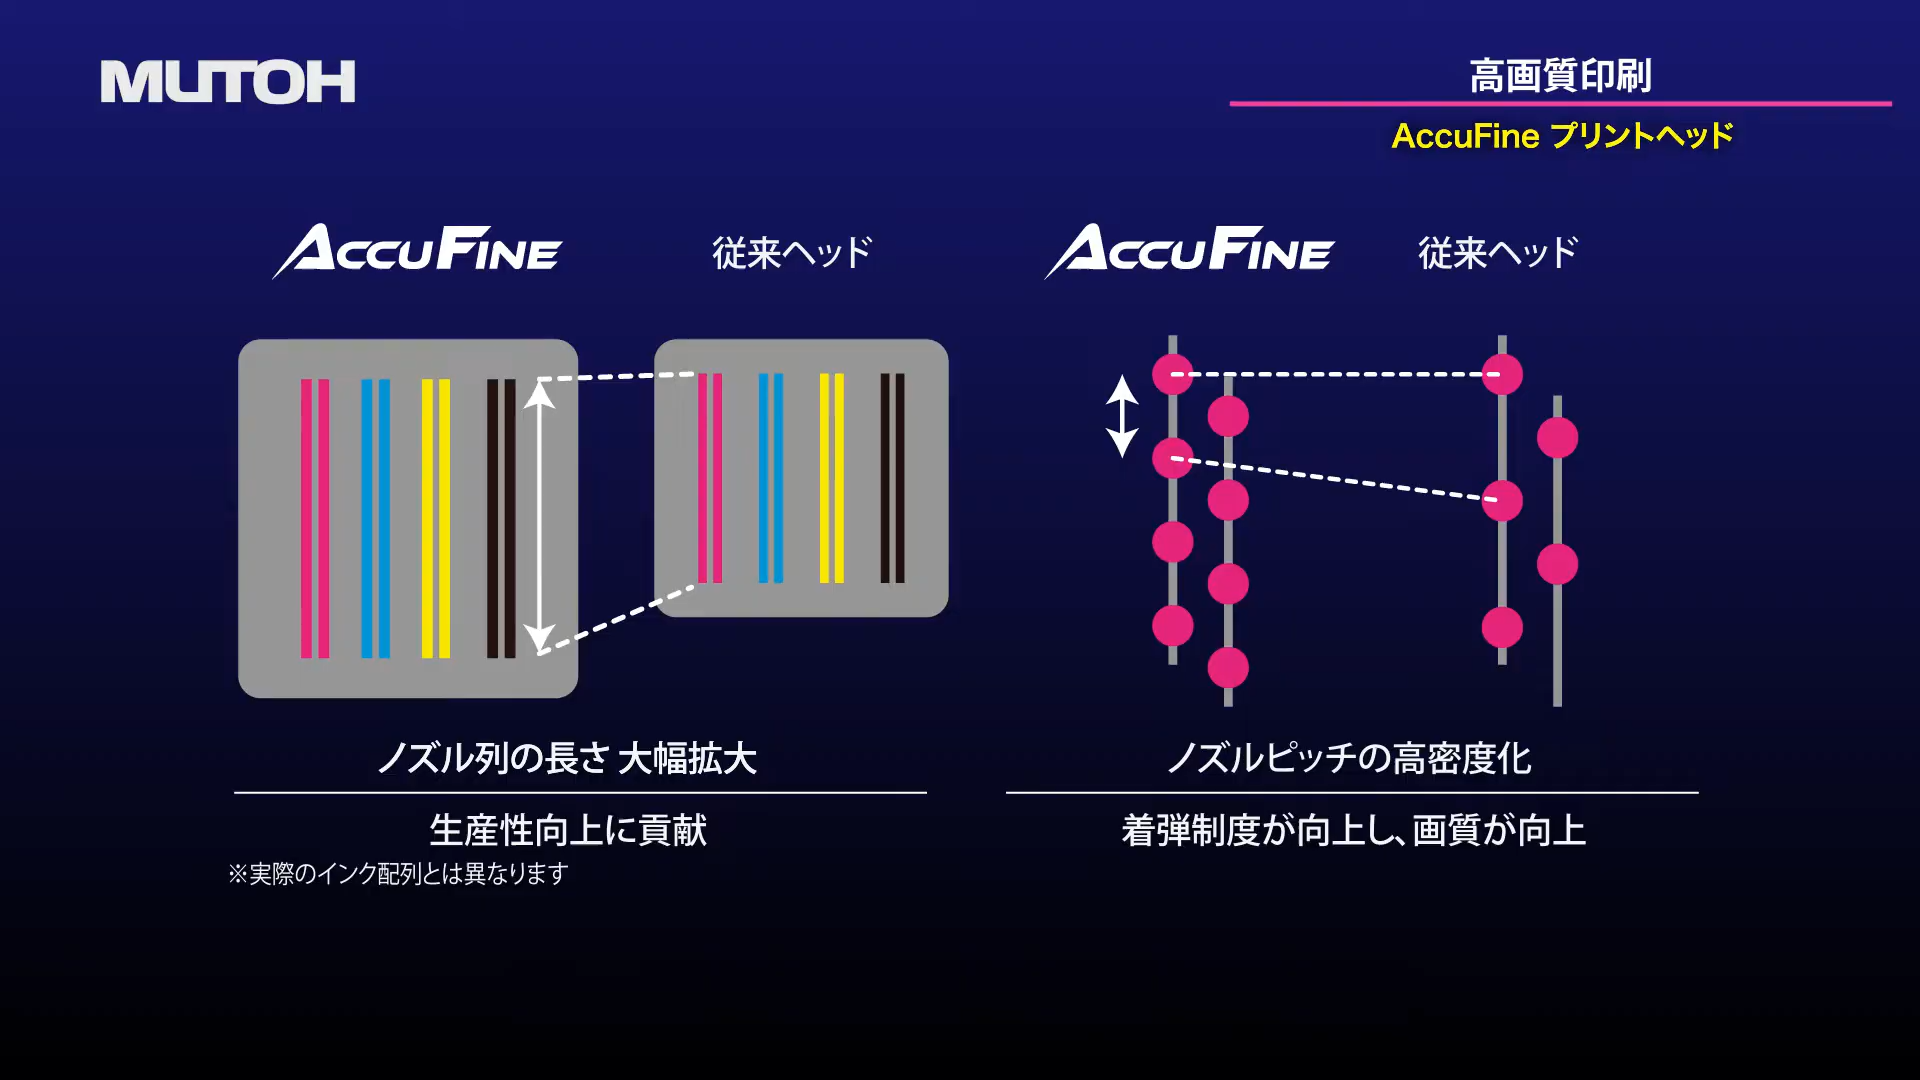 MUTOH
高画質印刷
AccuFine プリントヘッド
ACCUFINE
従来ヘッド
ACCUFINE
従来ヘッド
ノズル列の長さ 大幅拡大
生産性向上に貢献
※実際のインク配列とは異なります
ノズルピッチの高密度化
着弾制度が向上し、画質が向上